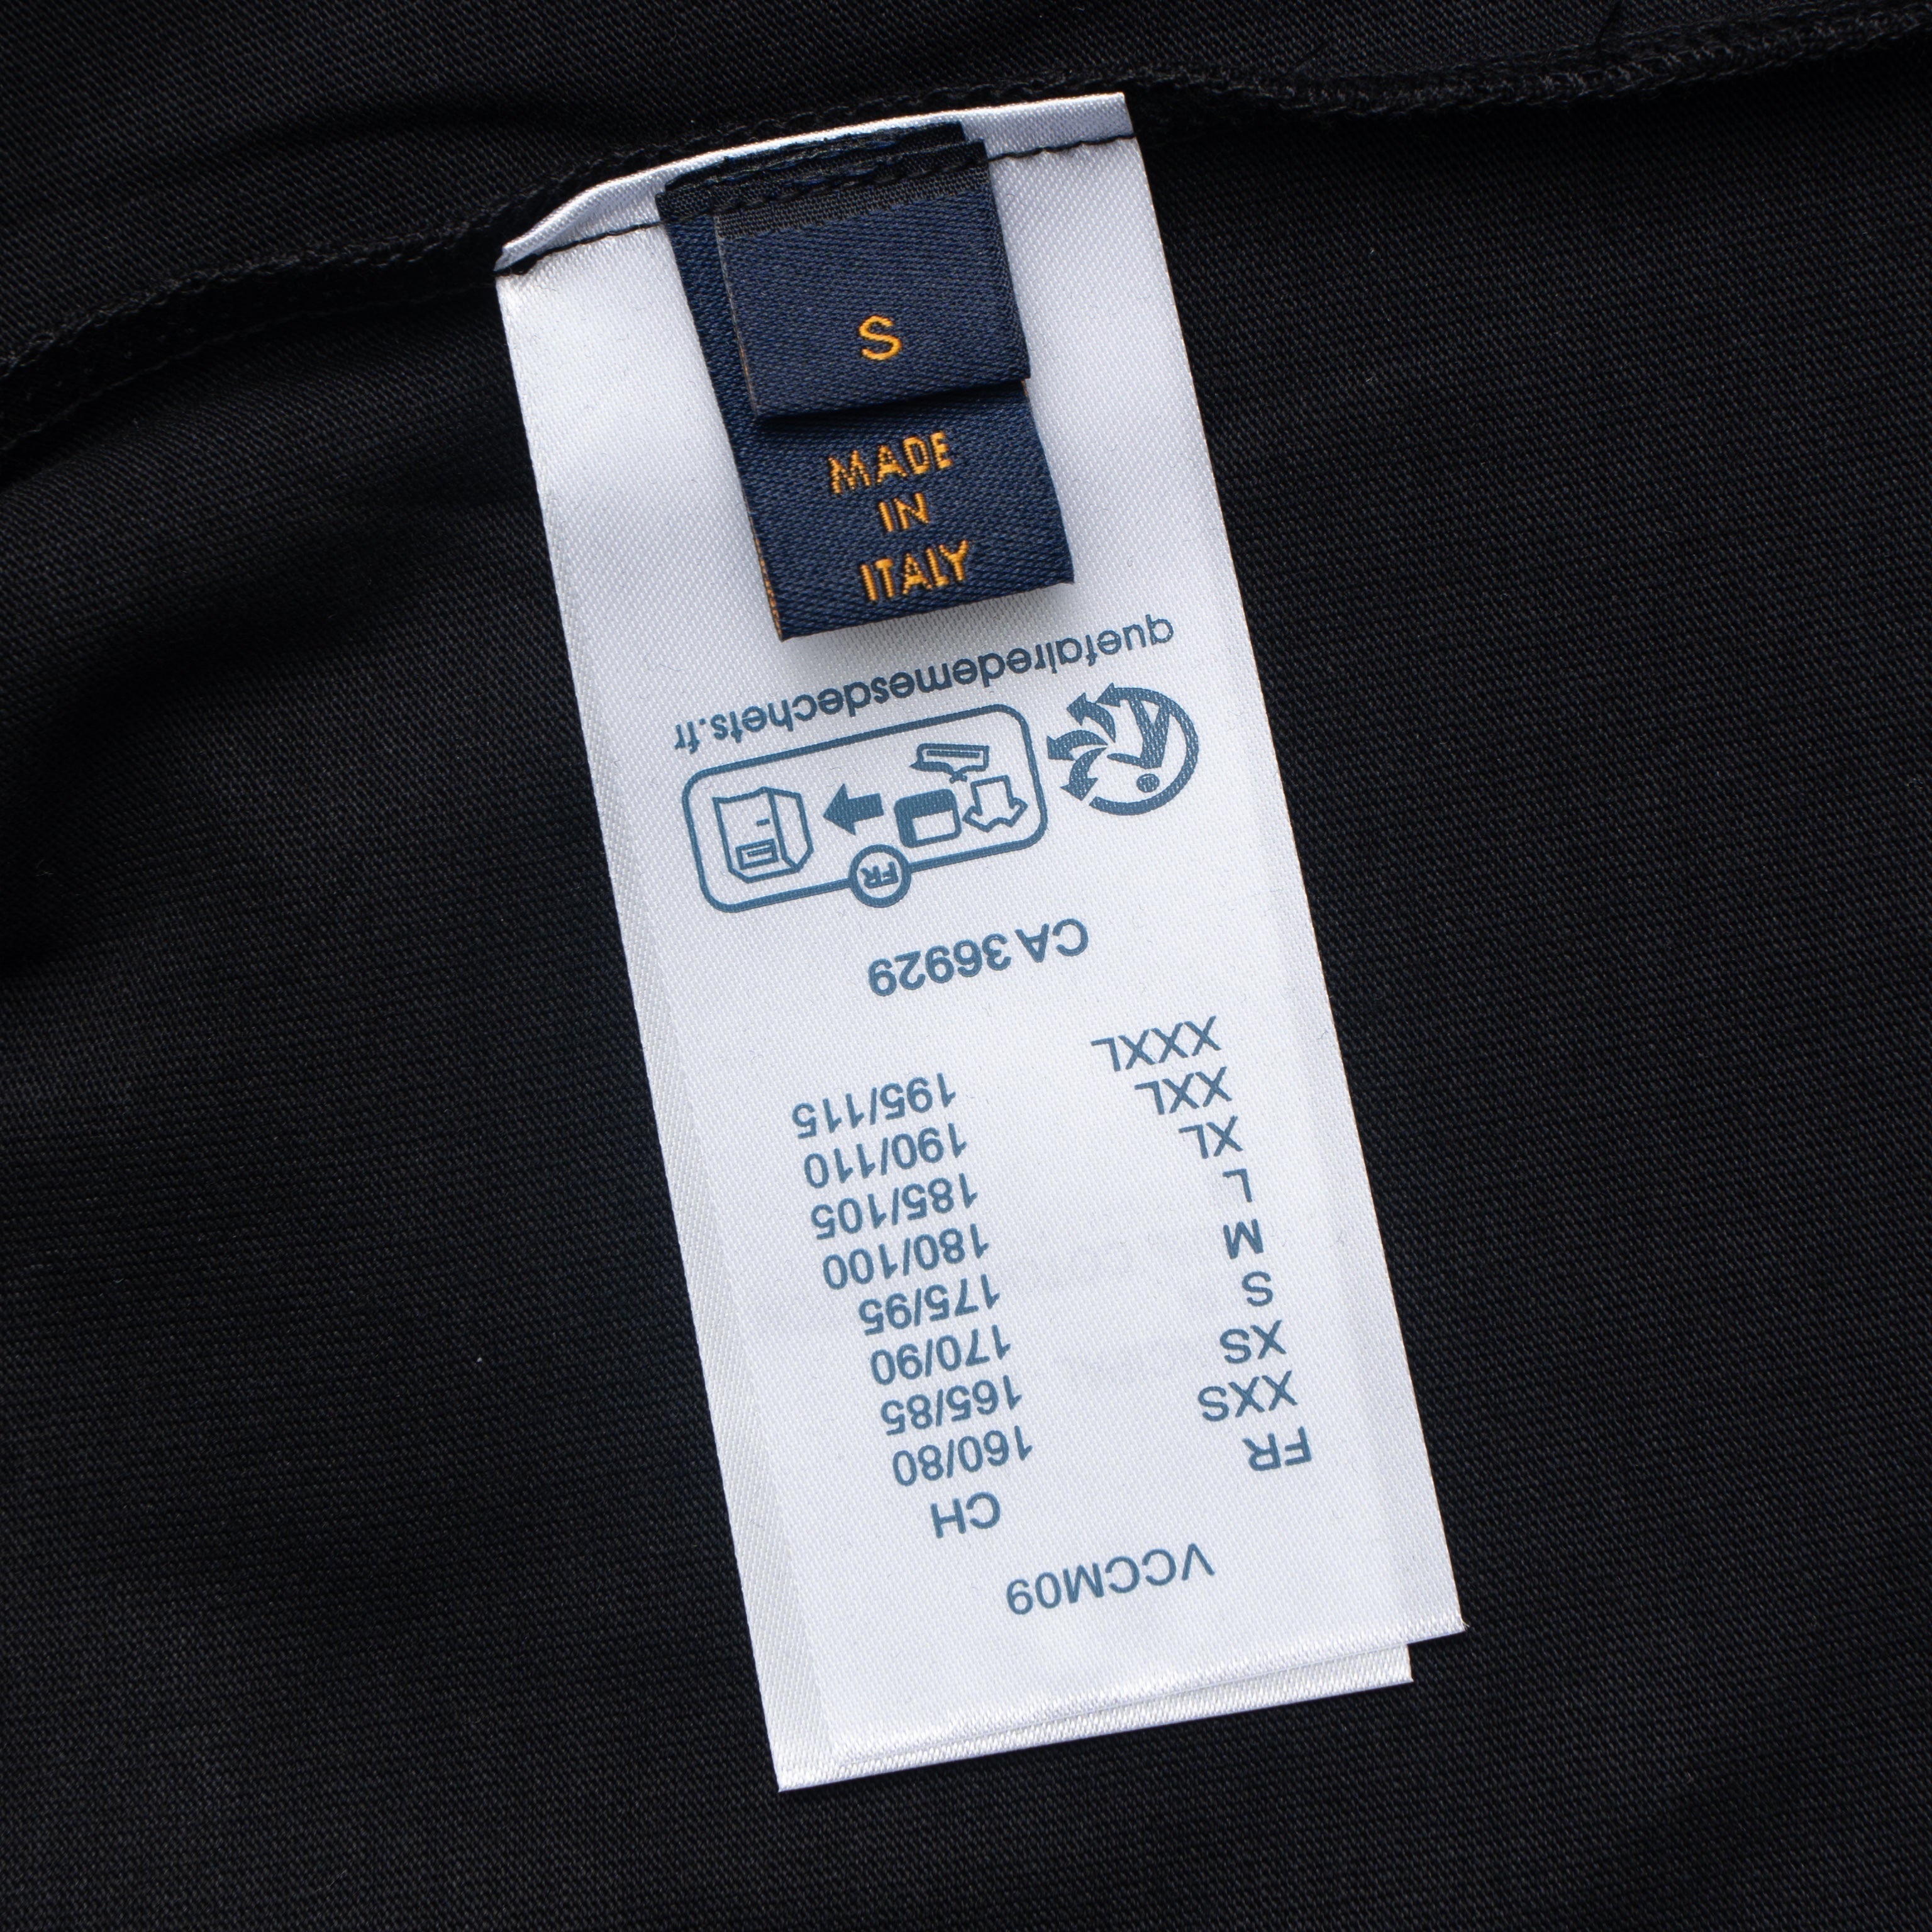 S
MADE
IN
ITALY
VCCM09
FR CH
XXS 160/80
XS 165/85
S 170/90
M 175/95
L 180/100
XL 185/105
XXL 190/110
XXXL 195/115
CA 36929
FR
quefairedemesdechets.fr